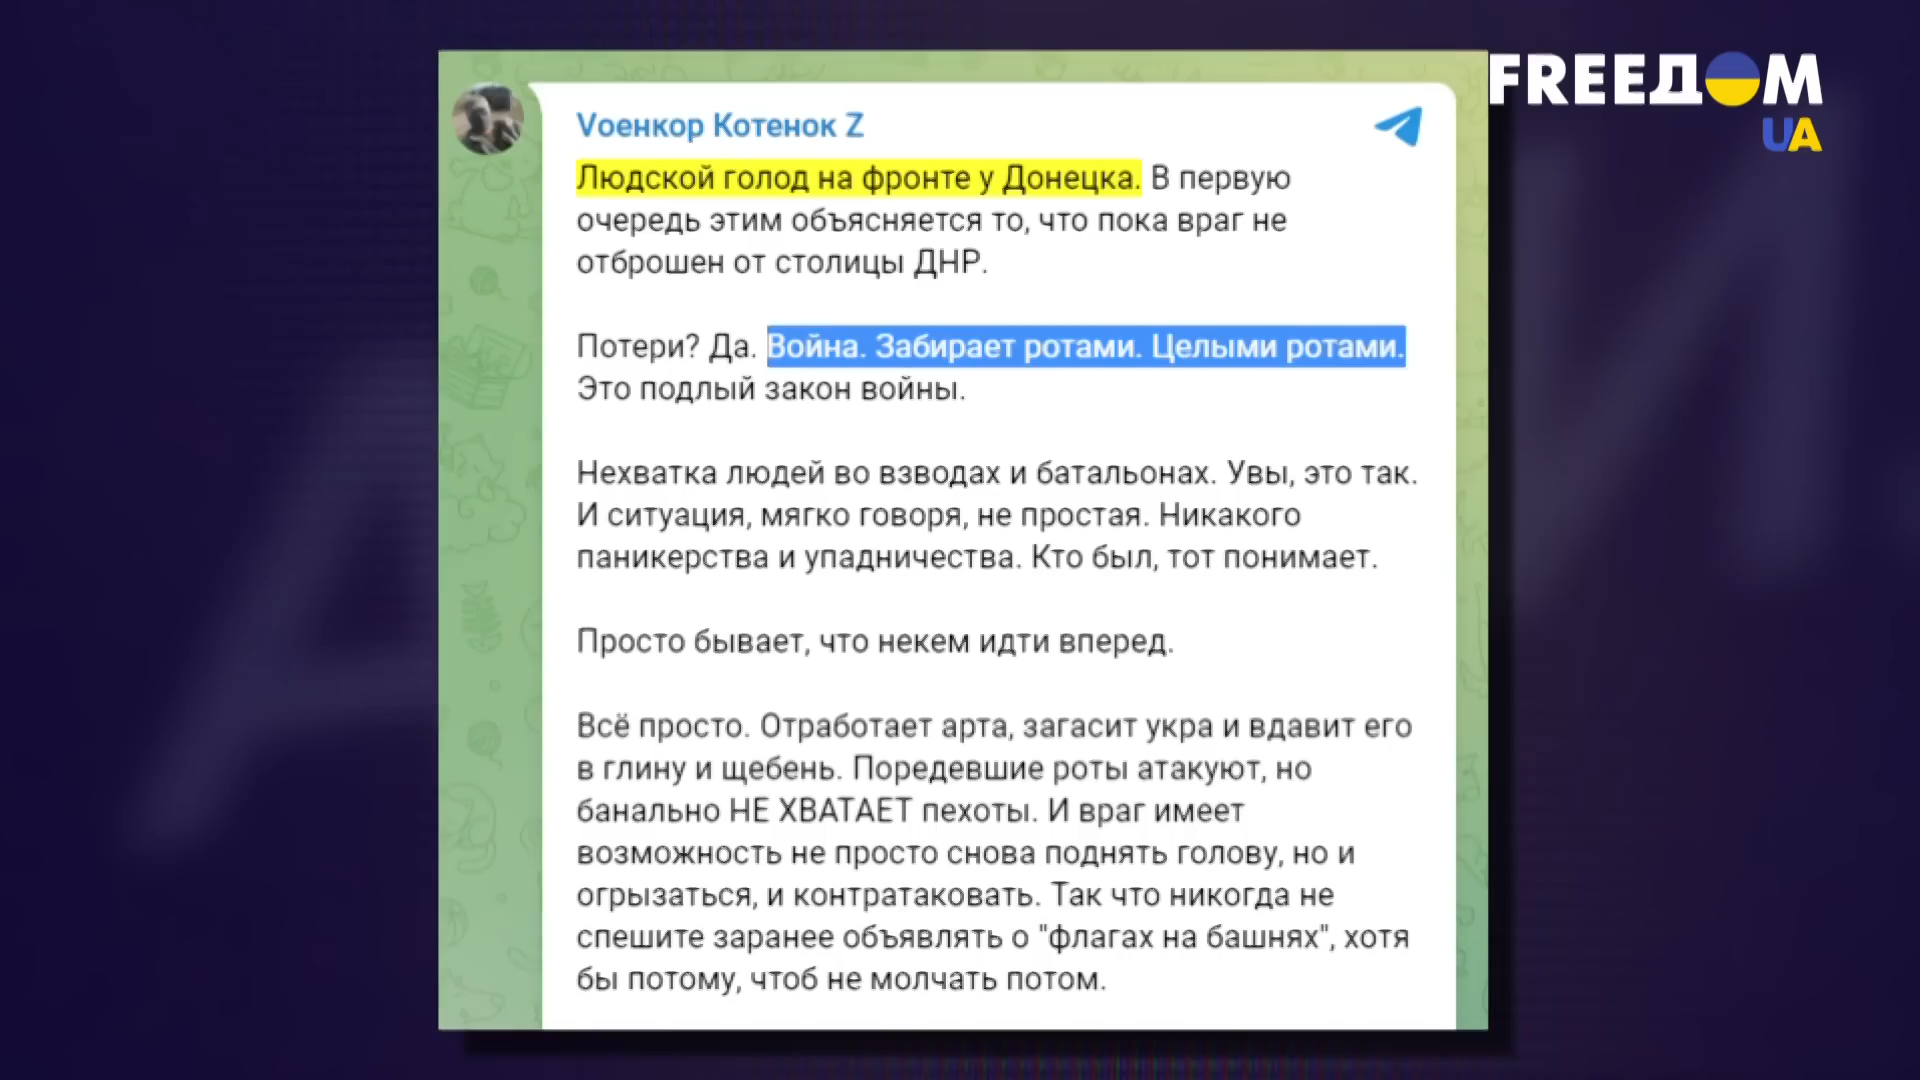 FREEДOM
UA
Vоенкор Котенок Z
Людской голод на фронте у Донецка. В первую
очередь этим объясняется то, что пока враг не
отброшен от столицы ДНР.
Потери? Да. Война. Забирает ротами. Целыми ротами.
Это подлый закон войны.
Нехватка людей во взводах и батальонах. Увы, это так.
И ситуация, мягко говоря, не простая. Никакого
паникерства и упадничества. Кто был, тот понимает.
Просто бывает, что некем идти вперед.
Всё просто. Отработает арта, загасит укра и вдавит его
в глину и щебень. Поредевшие роты атакуют, но
банально НЕ ХВАТАЕТ пехоты. И враг имеет
возможность не просто снова поднять голову, но и
огрызаться, и контратаковать. Так что никогда не
спешите заранее объявлять о "флагах на башнях", хотя
бы потому, чтоб не молчать потом.